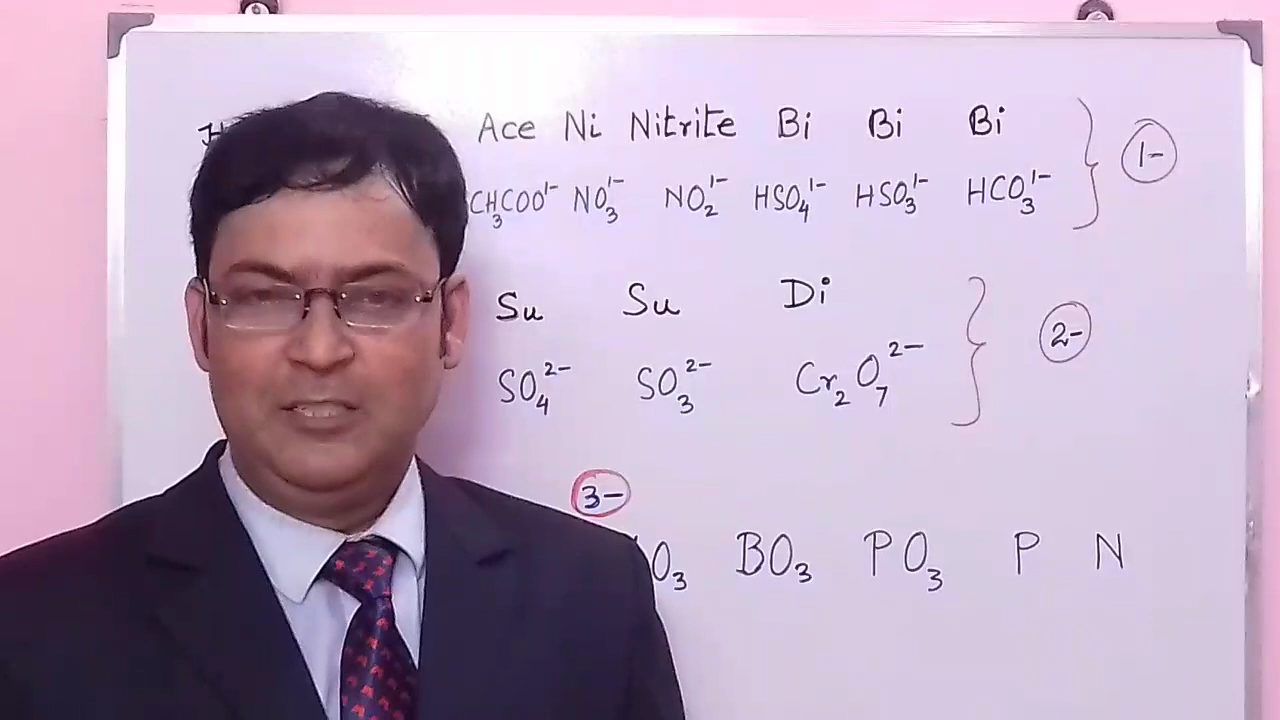 Ace Ni Nitrite Bi Bi Bi 1-
CH₃COO¹⁻ NO₃¹⁻ NO₂¹⁻ HSO₄¹⁻ HSO₃¹⁻ HCO₃¹⁻
Su Su Di 2-
SO₄²⁻ SO₃²⁻ Cr₂O₇²⁻
3-
O₃ BO₃ PO₃ P N